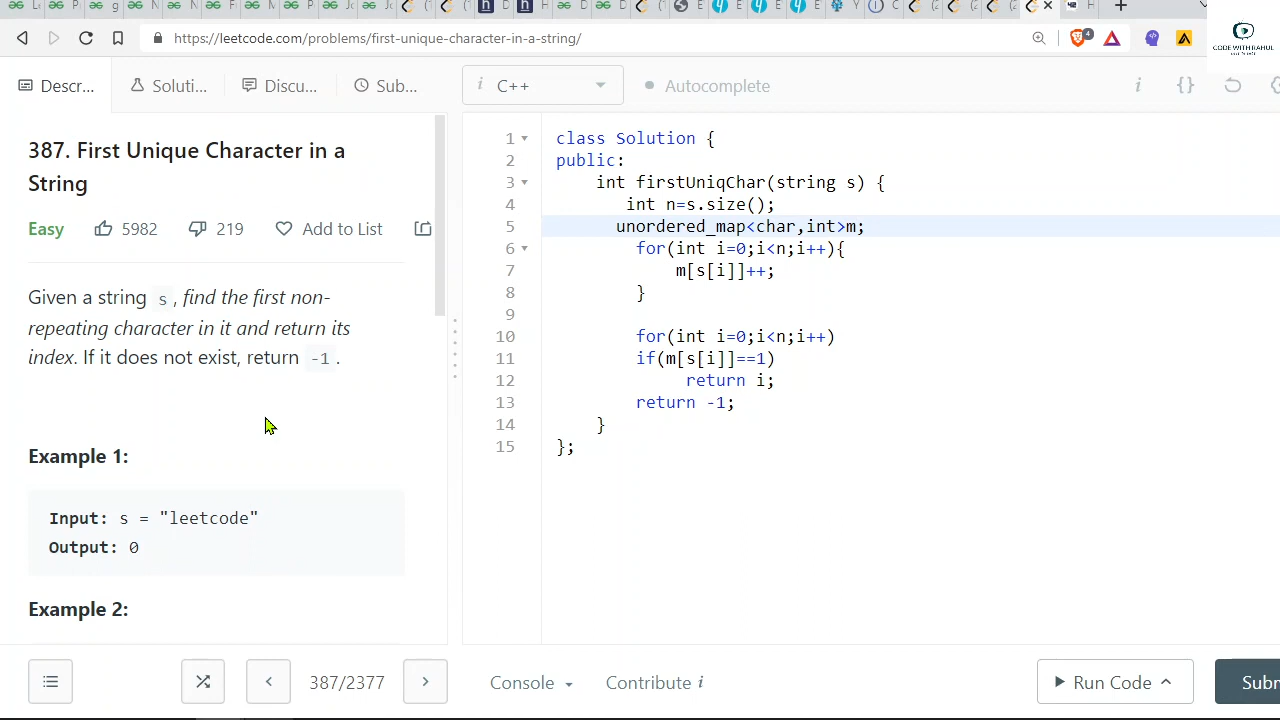 https://leetcode.com/problems/first-unique-character-in-a-string/
4
CODE WITH RAHUL
Descr...
Soluti...
Discu...
Sub...
i C++
Autocomplete
i {}
387. First Unique Character in a
String
Easy 5982 219 Add to List
Given a string s, find the first non-
repeating character in it and return its
index. If it does not exist, return -1.
Example 1:
Input: s = "leetcode"
Output: 0
Example 2:
1 class Solution {
2 public:
3 int firstUniqChar(string s) {
4 int n=s.size();
5 unordered_map<char,int>m;
6 for(int i=0;i<n;i++){
7 m[s[i]]++;
8 }
9
10 for(int i=0;i<n;i++)
11 if(m[s[i]]==1)
12 return i;
13 return -1;
14 }
15 };
387/2377
Console
Contribute i
Run Code
Subm